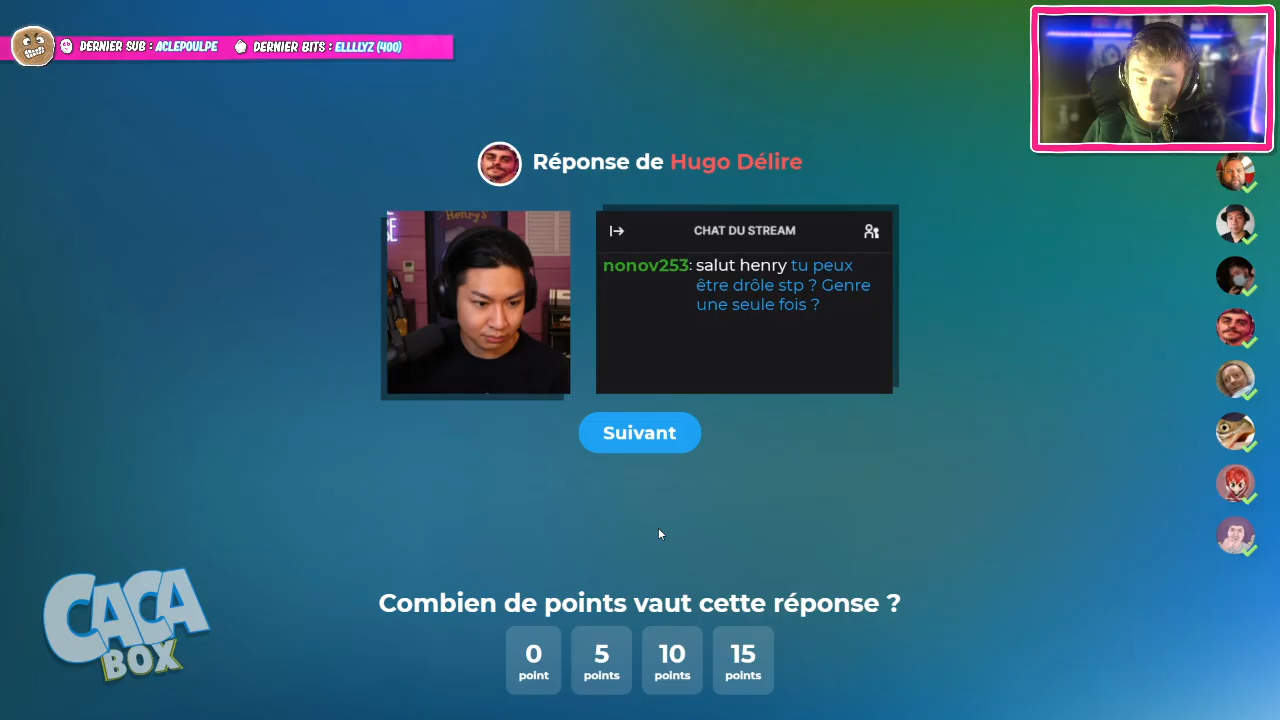 DERNIER SUB : ACLEPOULPE DERNIER BITS : ELLLLYZ (400)
Réponse de Hugo Délire
Henry's
CHAT DU STREAM
nonov253: salut henry tu peux
être drôle stp ? Genre
une seule fois ?
Suivant
CACA
BOX
Combien de points vaut cette réponse ?
0 5 10 15
point points points points